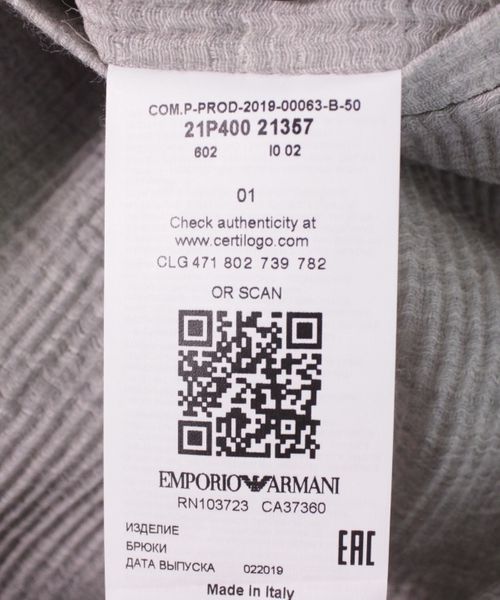 COM.P-PROD-2019-00063-B-50
21P400 21357
602 I0 02
01
Check authenticity at
www.certilogo.com
CLG 471 802 739 782
OR SCAN
EMPORIO ARMANI
RN103723 CA37360
ИЗДЕЛИЕ
БРЮКИ
ДАТА ВЫПУСКА 022019
EAC
Made in Italy